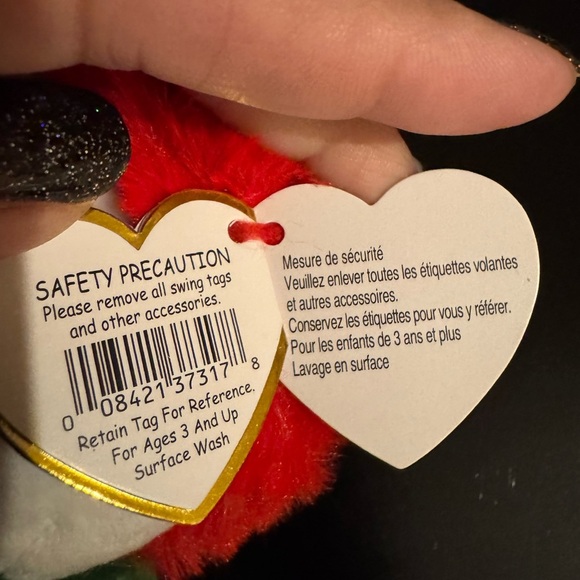 SAFETY PRECAUTION
Please remove all swing tags
and other accessories.
0 08421 37317 8
Retain Tag For Reference.
For Ages 3 And Up
Surface Wash
Mesure de sécurité
Veuillez enlever toutes les étiquettes volantes
et autres accessoires.
Conservez les étiquettes pour vous y référer.
Pour les enfants de 3 ans et plus
Lavage en surface